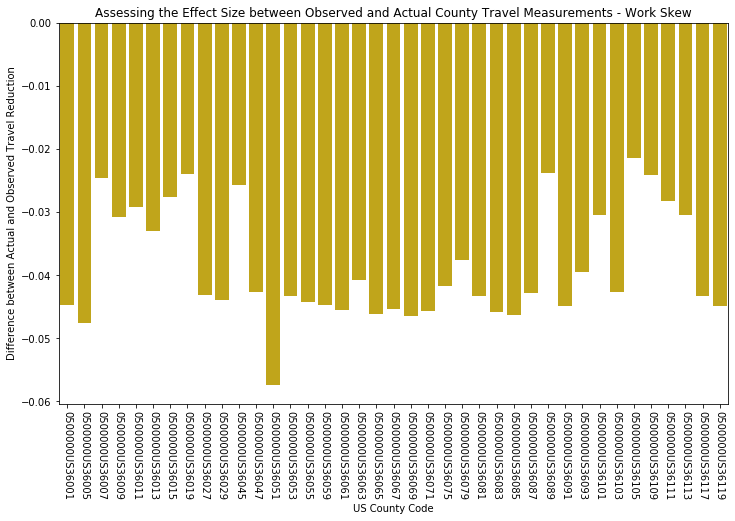 Assessing the Effect Size between Observed and Actual County Travel Measurements - Work Skew
Difference between Actual and Observed Travel Reduction
0.00
−0.01
−0.02
−0.03
−0.04
−0.05
−0.06
0500000US36001
0500000US36005
0500000US36007
0500000US36009
0500000US36011
0500000US36013
0500000US36015
0500000US36019
0500000US36027
0500000US36029
0500000US36045
0500000US36047
0500000US36051
0500000US36053
0500000US36055
0500000US36059
0500000US36061
0500000US36063
0500000US36065
0500000US36067
0500000US36069
0500000US36071
0500000US36075
0500000US36079
0500000US36081
0500000US36083
0500000US36085
0500000US36087
0500000US36089
0500000US36091
0500000US36093
0500000US36101
0500000US36103
0500000US36105
0500000US36109
0500000US36111
0500000US36113
0500000US36117
0500000US36119
US County Code